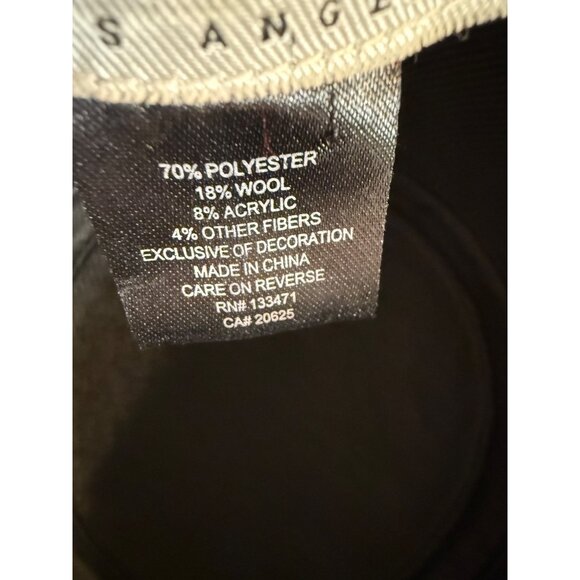 S ANGE
70% POLYESTER
18% WOOL
8% ACRYLIC
4% OTHER FIBERS
EXCLUSIVE OF DECORATION
MADE IN CHINA
CARE ON REVERSE
RN# 133471
CA# 20625